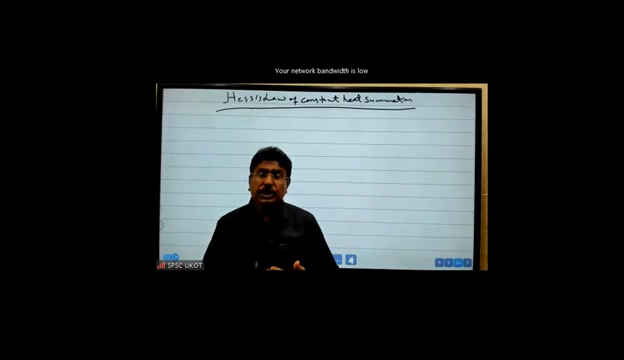 Your network bandwidth is low
Hess's Law of constant heat summation
SPSC UKOT